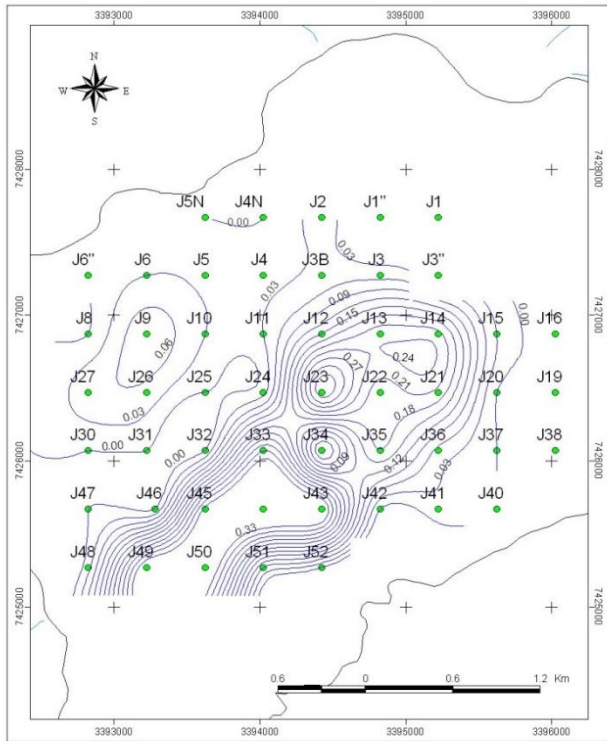 3393000 3394000 3395000 3396000
N
W E
S
7428000 7428000
J5N J4N J2 J1" J1
0.00
0.03
J6" J6 J5 J4 J3B J3 J3"
0.03 0.09
7427000 7427000
0.15 0.00
J8 J9 J10 J11 J12 J13 J14 J15 J16
0.06 0.27 0.24
J27 J26 J25 J24 J23 J22 J21 J20 J19
0.21
0.03 0.18
J30 J31 J32 J33 J34 J35 J36 J37 J38
0.00 0.00 0.09 0.12 0.03
7426000 7426000
J47 J46 J45 J43 J42 J41 J40
0.33
J48 J49 J50 J51 J52
7425000 7425000
0.6 0 0.6 1.2 Km
3393000 3394000 3395000 3396000